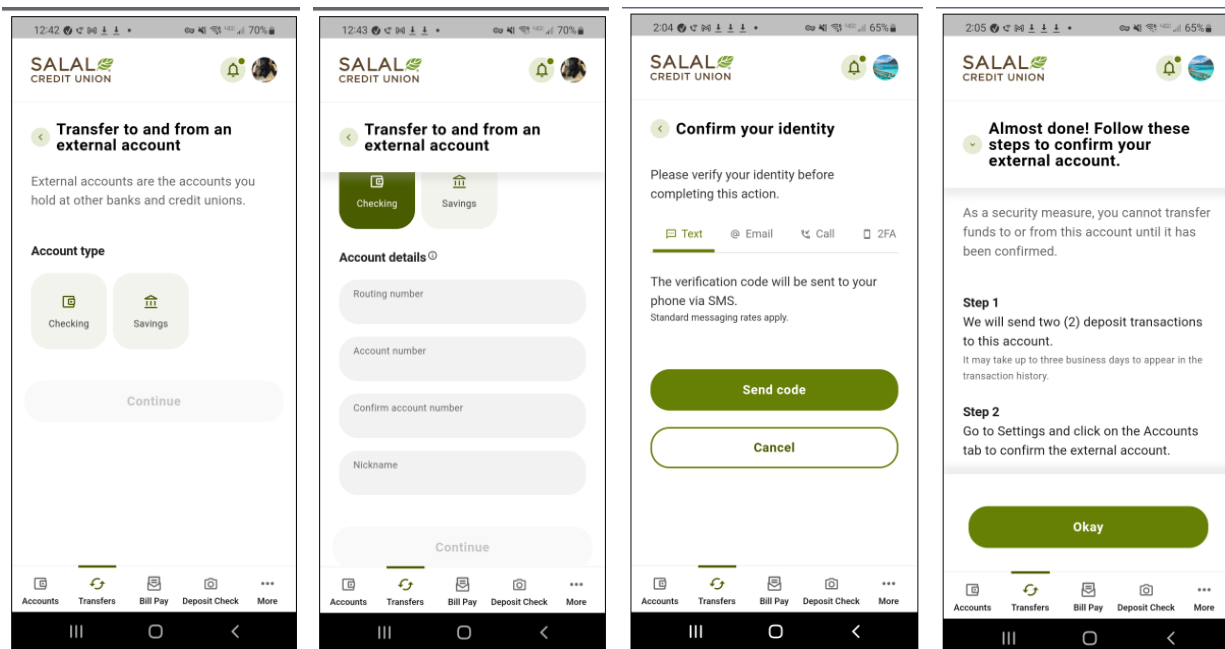 12:42
70%
SALAL
CREDIT UNION
Transfer to and from an
external account
External accounts are the accounts you
hold at other banks and credit unions.
Account type
Checking
Savings
Continue
Accounts
Transfers
Bill Pay
Deposit Check
More
12:43
70%
SALAL
CREDIT UNION
Transfer to and from an
external account
Checking
Savings
Account details
Routing number
Account number
Confirm account number
Nickname
Continue
Accounts
Transfers
Bill Pay
Deposit Check
More
2:04
65%
SALAL
CREDIT UNION
Confirm your identity
Please verify your identity before
completing this action.
Text
@ Email
Call
2FA
The verification code will be sent to your
phone via SMS.
Standard messaging rates apply.
Send code
Cancel
Accounts
Transfers
Bill Pay
Deposit Check
More
2:05
65%
SALAL
CREDIT UNION
Almost done! Follow these
steps to confirm your
external account.
As a security measure, you cannot transfer
funds to or from this account until it has
been confirmed.
Step 1
We will send two (2) deposit transactions
to this account.
It may take up to three business days to appear in the
transaction history.
Step 2
Go to Settings and click on the Accounts
tab to confirm the external account.
Okay
Accounts
Transfers
Bill Pay
Deposit Check
More